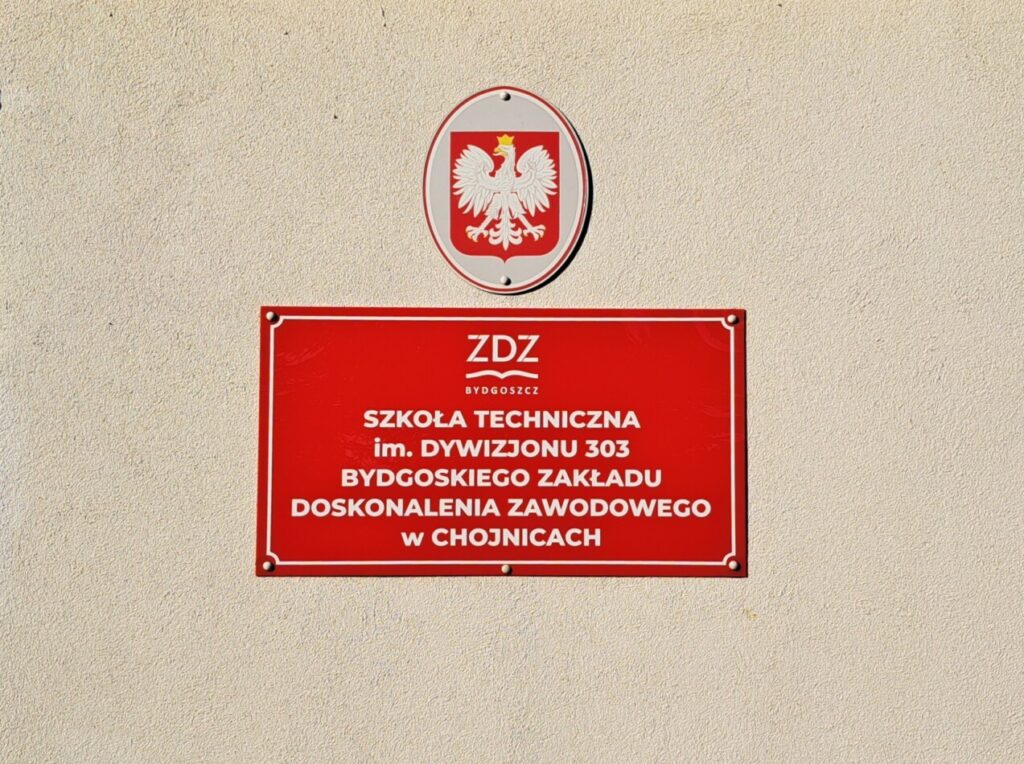 ZDZ
BYDGOSZCZ
SZKOŁA TECHNICZNA
im. DYWIZJONU 303
BYDGOSKIEGO ZAKŁADU
DOSKONALENIA ZAWODOWEGO
w CHOJNICACH